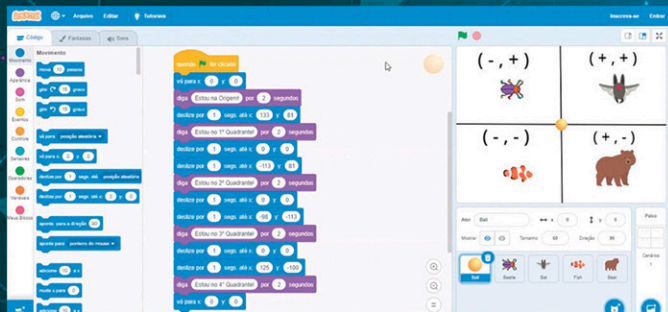 SCRATCH
Arquivo Editar Tutoriais Inscreva-se Entrar
Código Fantasias Sons
Movimento
mova 10 passos
gire 15 graus
gire 15 graus
vá para posição aleatória
vá para x: 0 y: 0
deslize por 1 segs. até posição aleatória
deslize por 1 segs. até x: 0 y: 0
aponte para a direção 90
aponte para ponteiro do mouse
adicione 10 a x
mude x para 0
adicione 10 a y
Movimento
Aparência
Som
Eventos
Controle
Sensores
Operadores
Variáveis
Meus Blocos
quando for clicado
vá para x: 0 y: 0
diga Estou na Origem! por 2 segundos
deslize por 1 segs. até x: 133 y: 81
diga Estou no 1º Quadrante! por 2 segundos
deslize por 1 segs. até x: 0 y: 0
deslize por 1 segs. até x: -113 y: 81
diga Estou no 2º Quadrante! por 2 segundos
deslize por 1 segs. até x: 0 y: 0
deslize por 1 segs. até x: -98 y: -113
diga Estou no 3º Quadrante! por 2 segundos
deslize por 1 segs. até x: 0 y: 0
deslize por 1 segs. até x: 125 y: -100
diga Estou no 4º Quadrante! por 2 segundos
vá para x: 0 y: 0
(-,+) (+,+)
(-,-) (+,-)
Ator Ball x 0 y 0
Mostrar Tamanho Direção
Palco
Cenários
Ball Beetle Bat Fish Bear